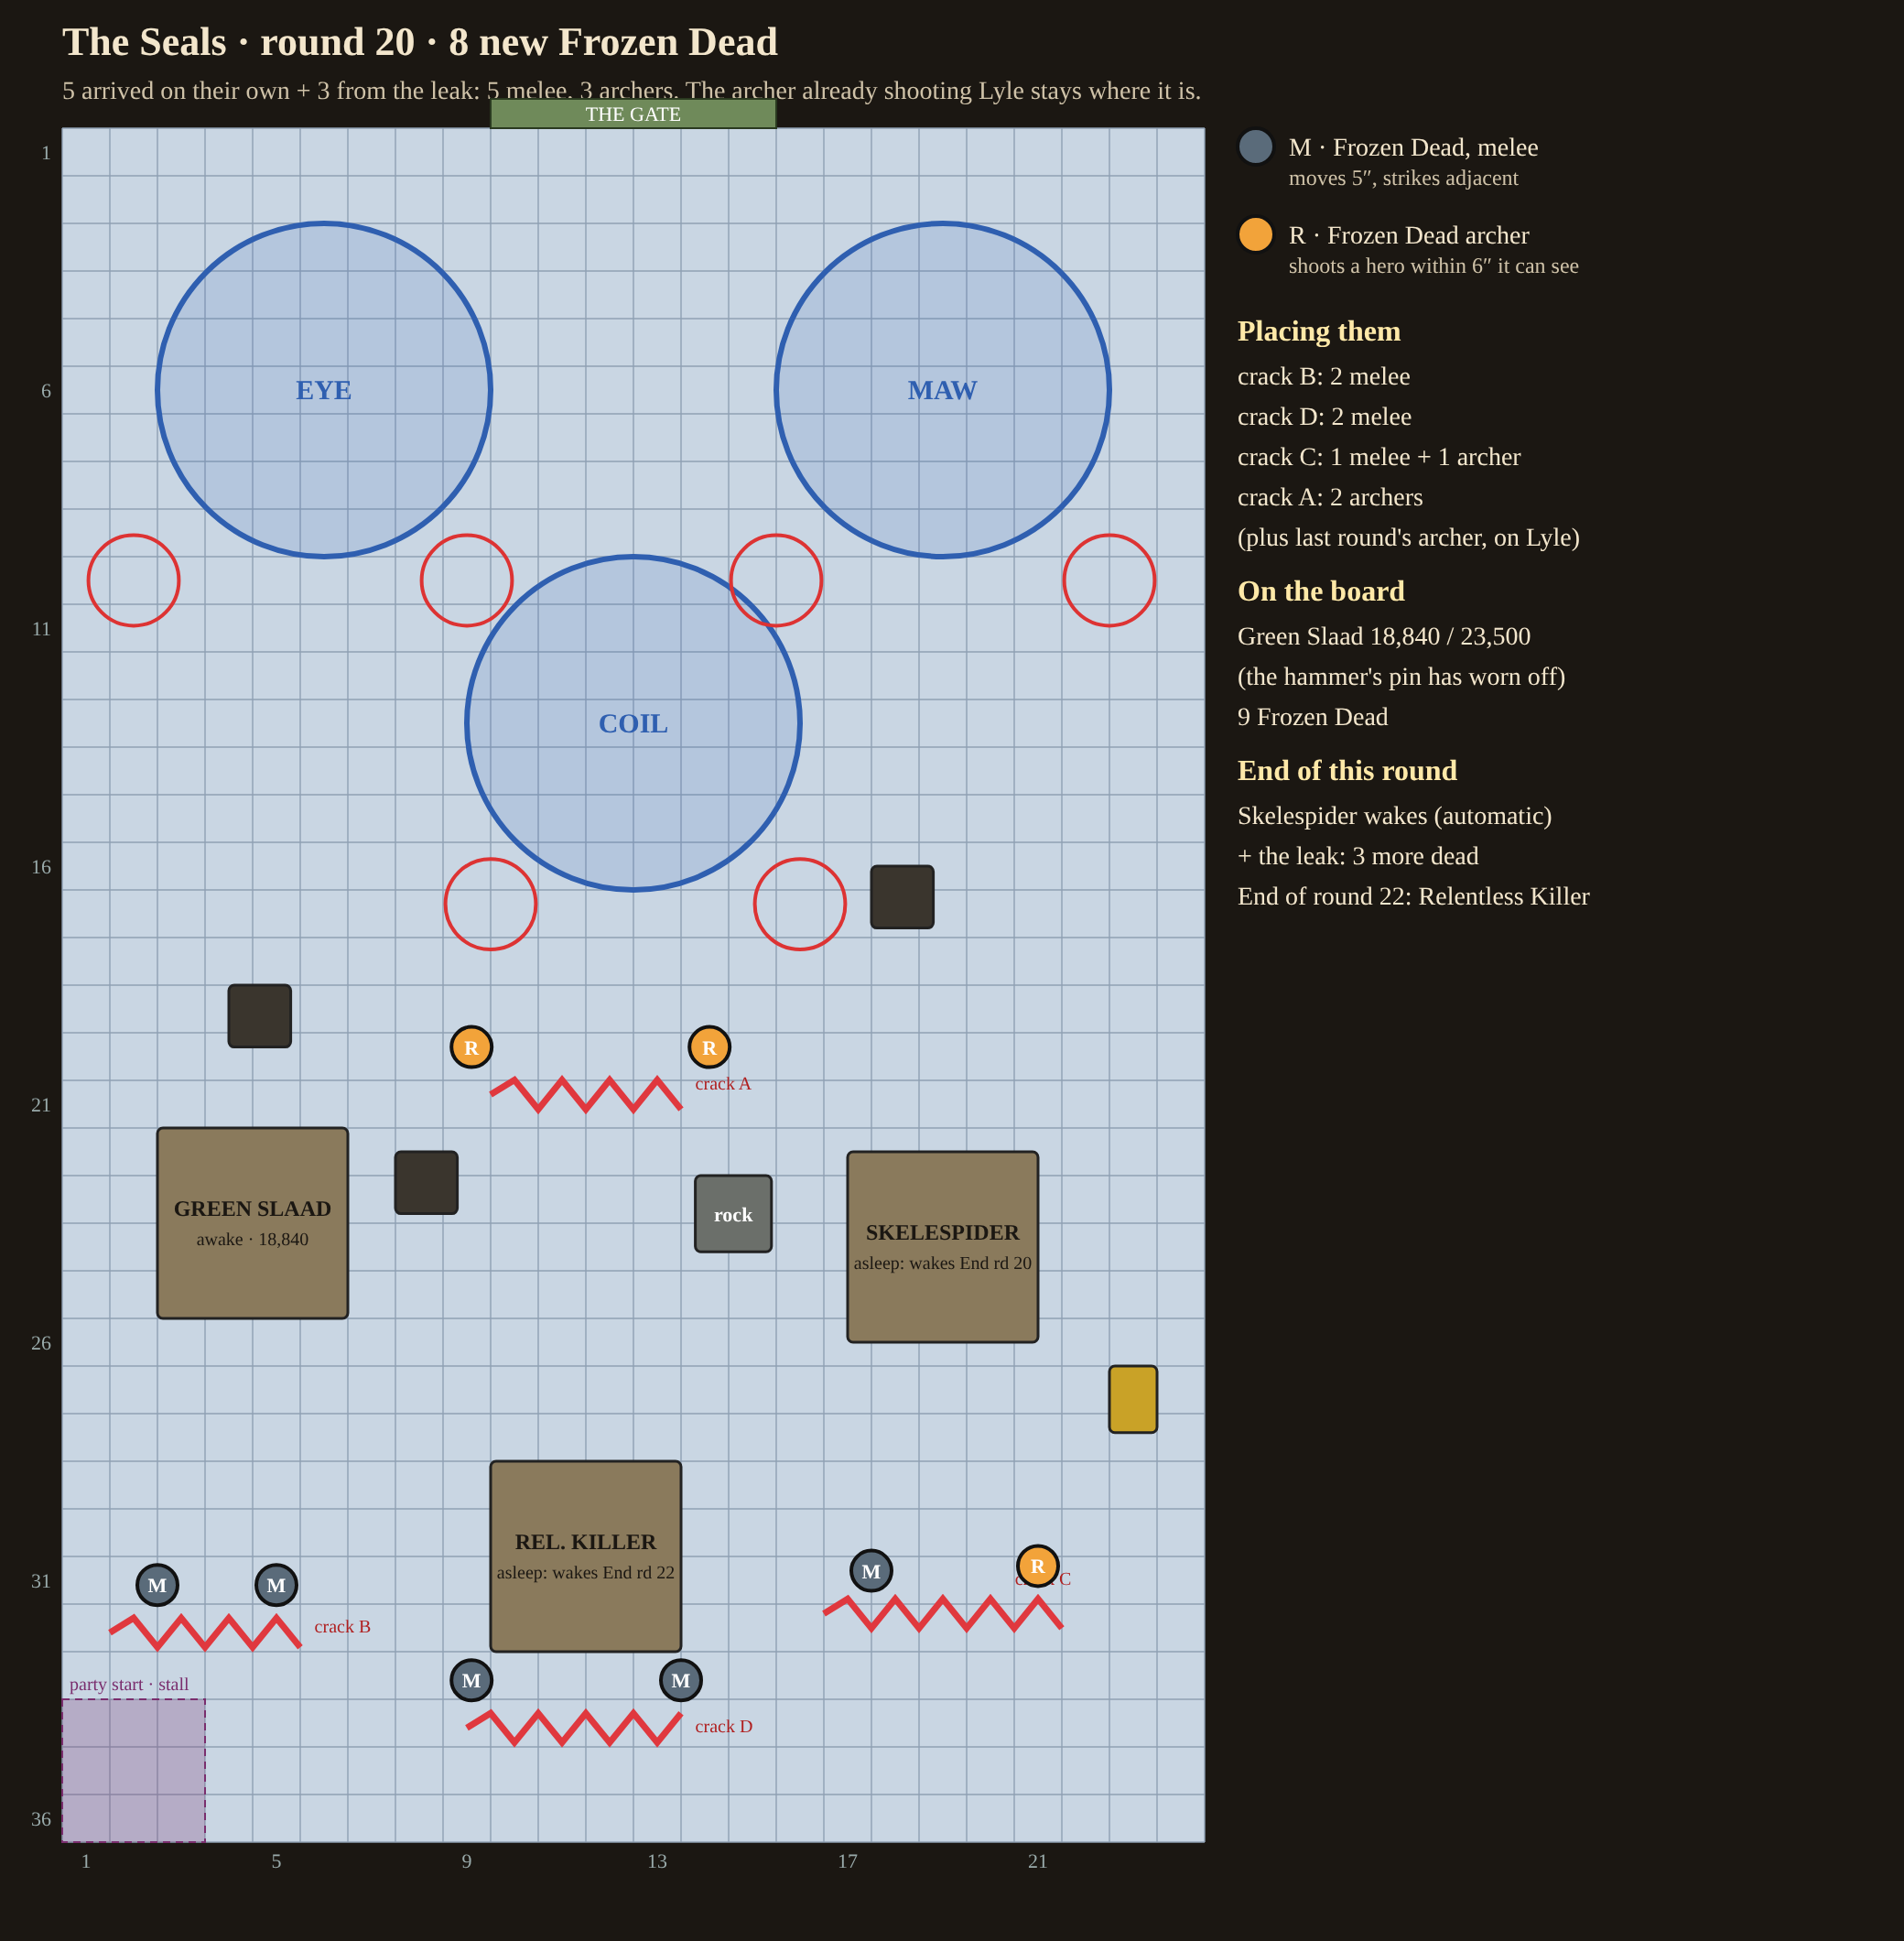 The Seals · round 20 · 8 new Frozen Dead
5 arrived on their own + 3 from the leak: 5 melee, 3 archers. The archer already shooting Lyle stays where it is.
THE GATE
M · Frozen Dead, melee
moves 5″, strikes adjacent
R · Frozen Dead archer
shoots a hero within 6″ it can see
Placing them
crack B: 2 melee
crack D: 2 melee
crack C: 1 melee + 1 archer
crack A: 2 archers
(plus last round's archer, on Lyle)
On the board
Green Slaad 18,840 / 23,500
(the hammer's pin has worn off)
9 Frozen Dead
End of this round
Skelespider wakes (automatic)
+ the leak: 3 more dead
End of round 22: Relentless Killer
1
6
EYE
MAW
11
COIL
16
R
R
crack A
21
GREEN SLAAD
awake · 18,840
rock
SKELESPIDER
asleep: wakes End rd 20
26
REL. KILLER
asleep: wakes End rd 22
31
M
M
M
R
C
crack B
M
M
party start · stall
crack D
36
1
5
9
13
17
21